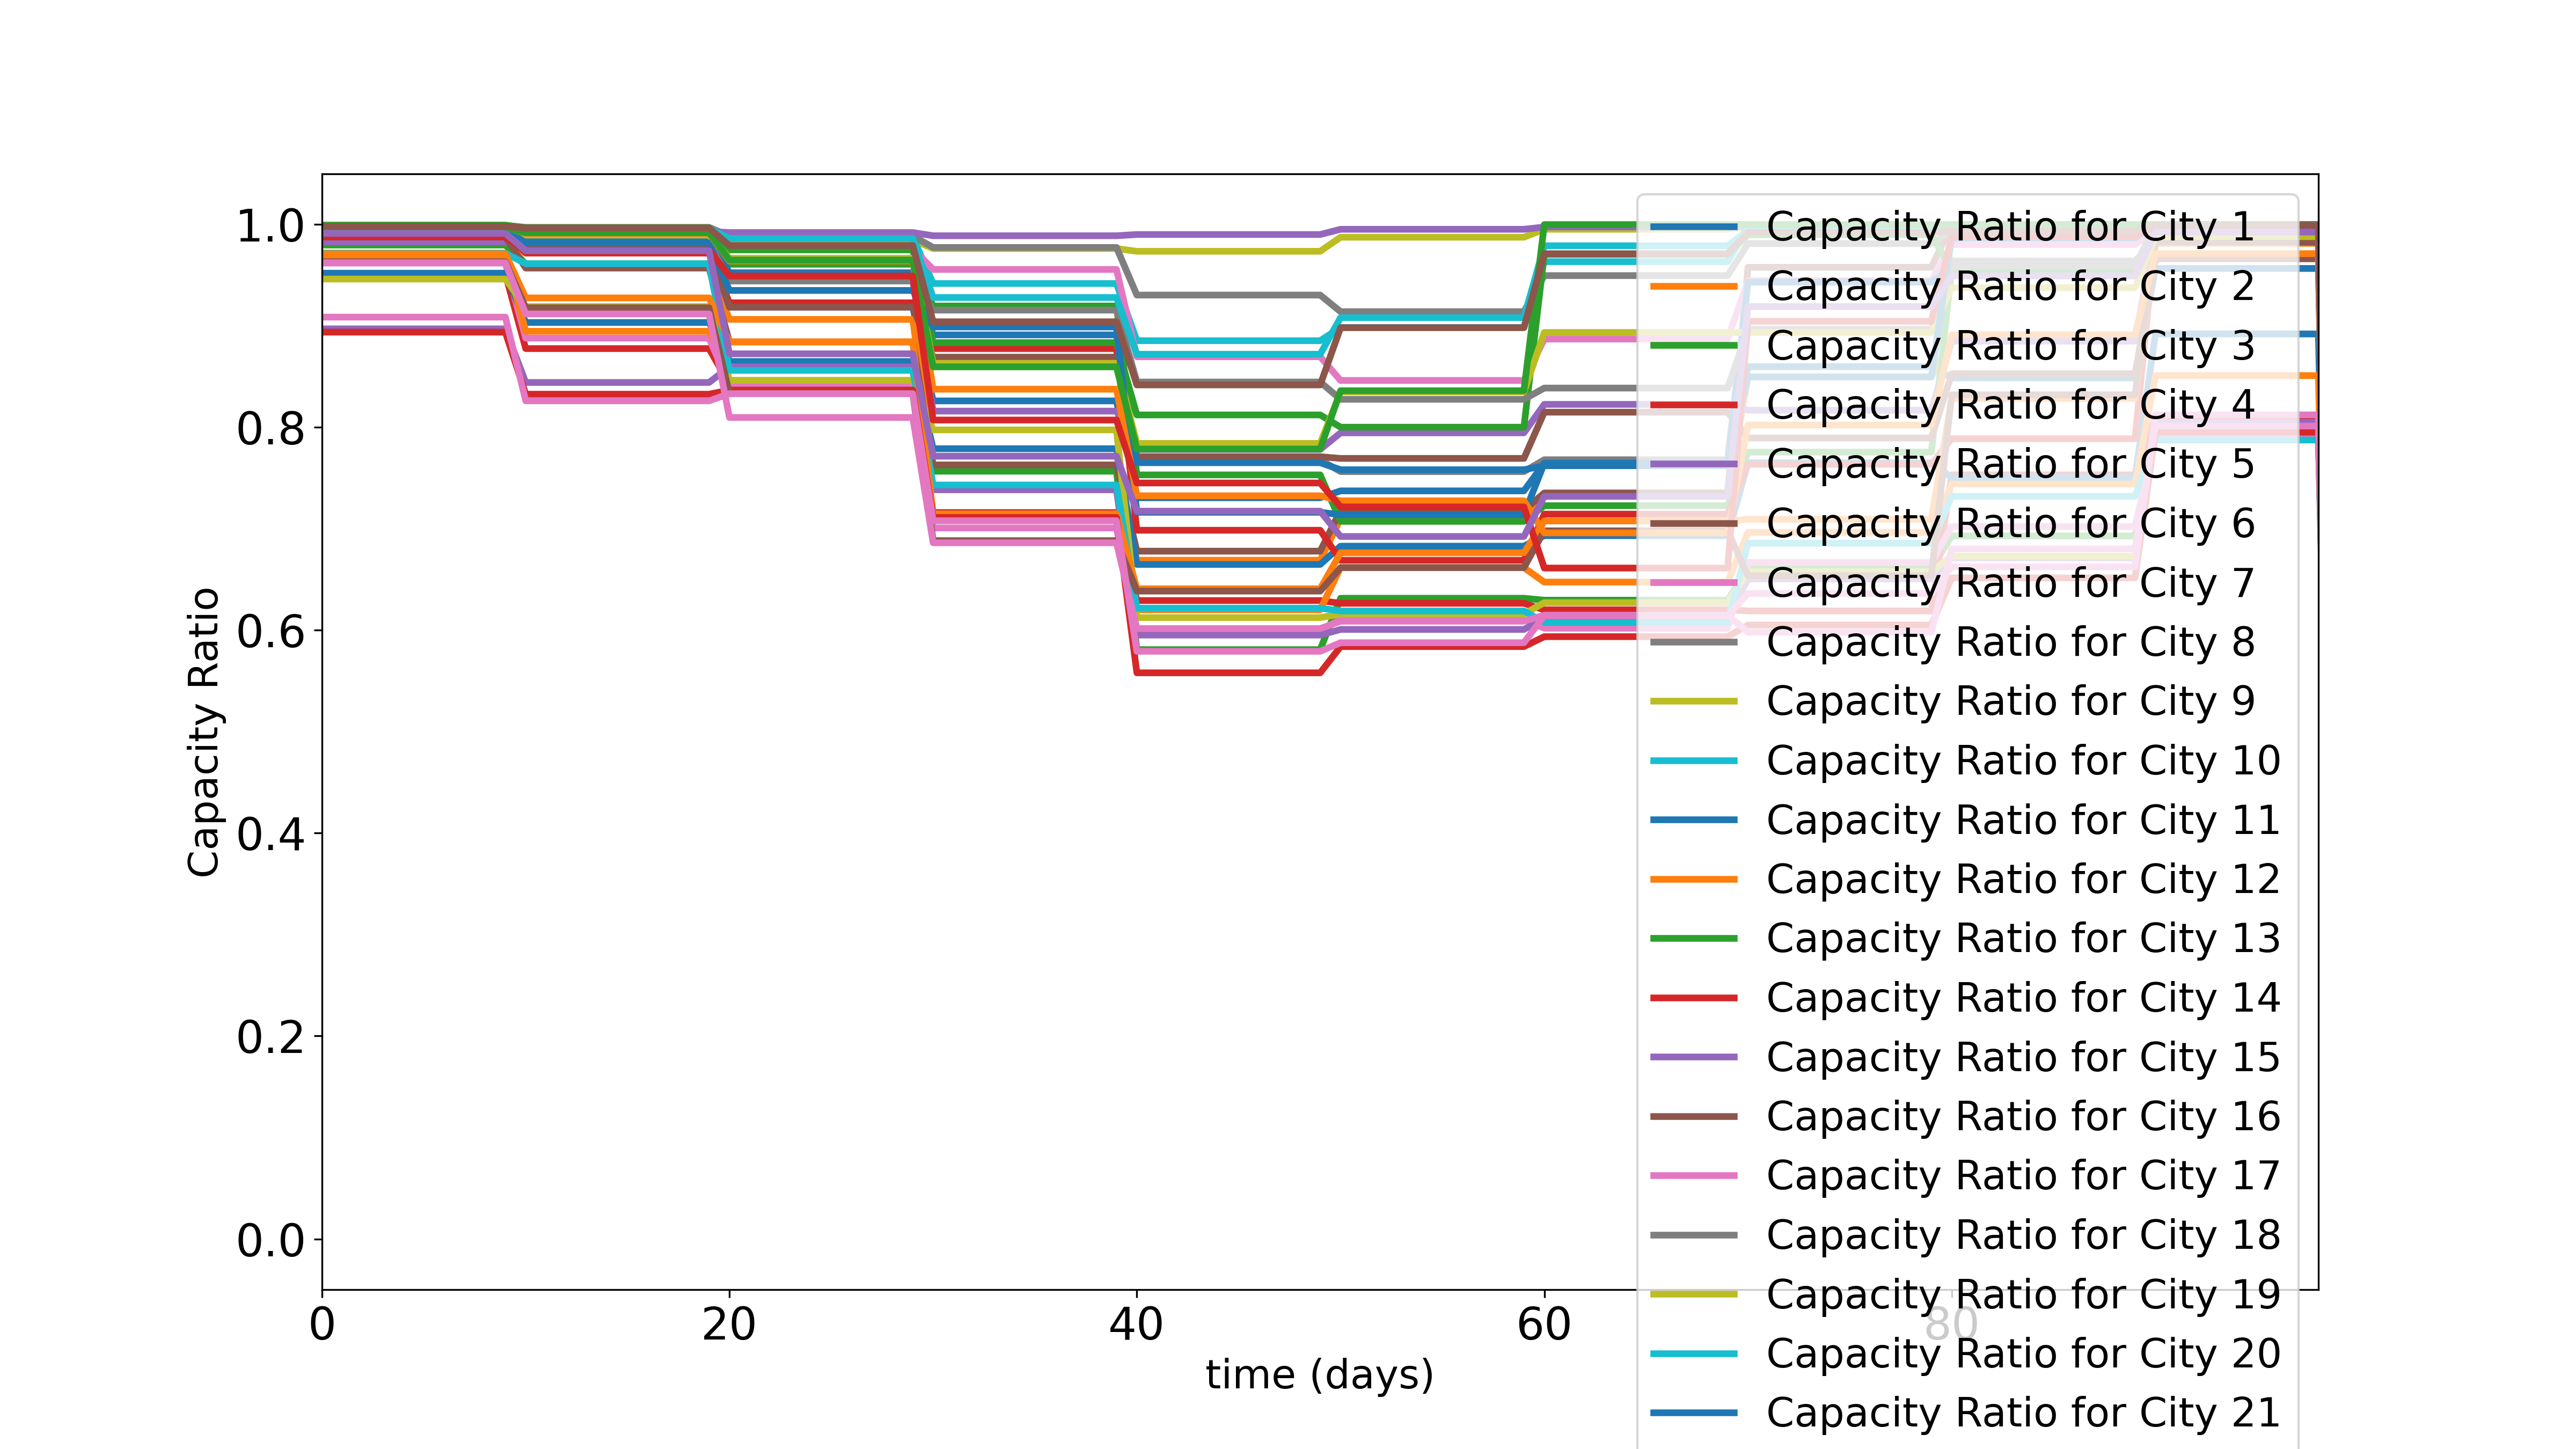 1.0
0.8
0.6
0.4
0.2
0.0
Capacity Ratio
0
20
40
60
80
time (days)
Capacity Ratio for City 1
Capacity Ratio for City 2
Capacity Ratio for City 3
Capacity Ratio for City 4
Capacity Ratio for City 5
Capacity Ratio for City 6
Capacity Ratio for City 7
Capacity Ratio for City 8
Capacity Ratio for City 9
Capacity Ratio for City 10
Capacity Ratio for City 11
Capacity Ratio for City 12
Capacity Ratio for City 13
Capacity Ratio for City 14
Capacity Ratio for City 15
Capacity Ratio for City 16
Capacity Ratio for City 17
Capacity Ratio for City 18
Capacity Ratio for City 19
Capacity Ratio for City 20
Capacity Ratio for City 21